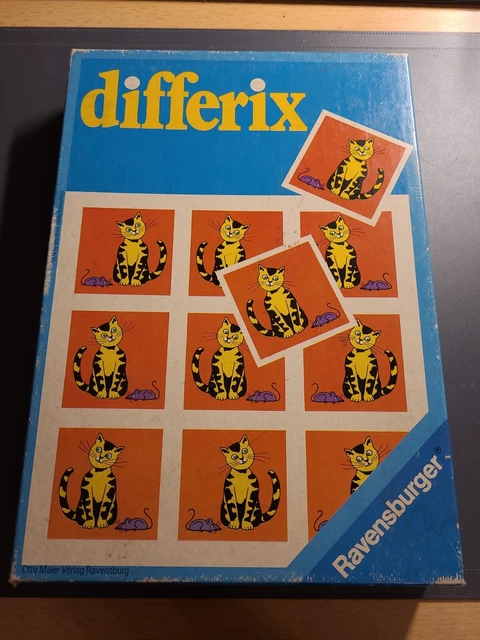 differix
Ravensburger®
Otto Maier Verlag Ravensburg